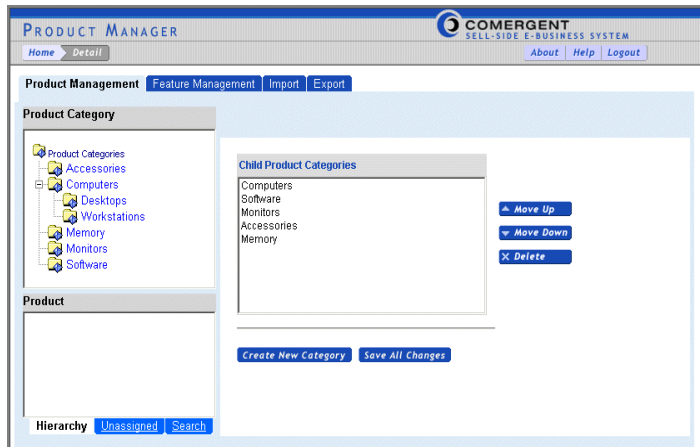 PRODUCT MANAGER
COMERGENT
SELL-SIDE E-BUSINESS SYSTEM
Home Detail
About Help Logout
Product Management Feature Management Import Export
Product Category
Product Categories
Accessories
Computers
Desktops
Workstations
Memory
Monitors
Software
Child Product Categories
Computers
Software
Monitors
Accessories
Memory
Move Up
Move Down
X Delete
Product
Create New Category Save All Changes
Hierarchy Unassigned Search